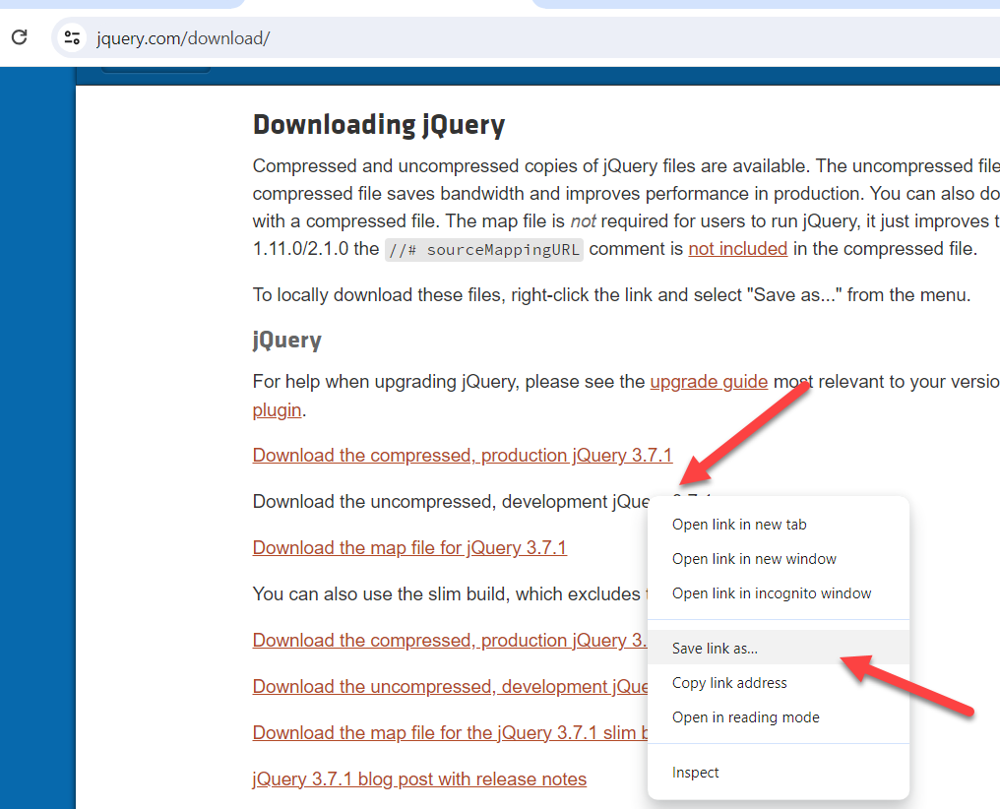 jquery.com/download/
Downloading jQuery
Compressed and uncompressed copies of jQuery files are available. The uncompressed file
compressed file saves bandwidth and improves performance in production. You can also do
with a compressed file. The map file is not required for users to run jQuery, it just improves t
1.11.0/2.1.0 the //# sourceMappingURL comment is not included in the compressed file.
To locally download these files, right-click the link and select "Save as..." from the menu.
jQuery
For help when upgrading jQuery, please see the upgrade guide most relevant to your versio
plugin.
Download the compressed, production jQuery 3.7.1
Download the uncompressed, development jQue
Download the map file for jQuery 3.7.1
You can also use the slim build, which excludes
Download the compressed, production jQuery 3.
Download the uncompressed, development jQue
Download the map file for the jQuery 3.7.1 slim b
jQuery 3.7.1 blog post with release notes
Open link in new tab
Open link in new window
Open link in incognito window
Save link as...
Copy link address
Open in reading mode
Inspect